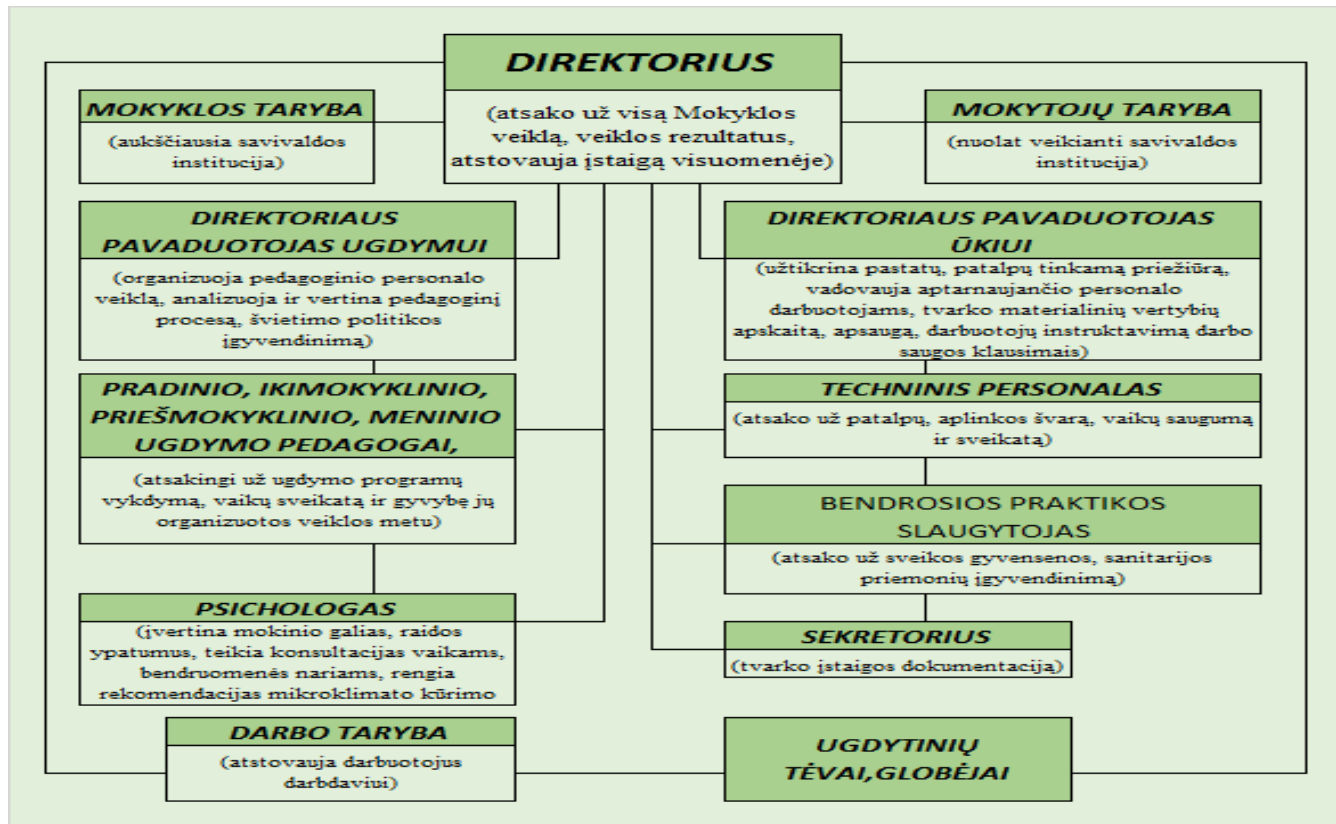 DIREKTORIUS
(atsako už visą Mokyklos
veiklą, veiklos rezultatus,
atstovauja įstaigą visuomenėje)
MOKYKLOS TARYBA
(aukščiausia savivaldos
institucija)
MOKYTOJŲ TARYBA
(nuolat veikianti savivaldos
institucija)
DIREKTORIAUS
PAVADUOTOJAS UGDYMUI
(organizuoja pedagoginio personalo
veiklą, analizuoja ir vertina pedagoginį
procesą, švietimo politikos
įgyvendinimą)
DIREKTORIAUS PAVADUOTOJAS
ŪKIUI
(užtikrina pastatų, patalpų tinkamą priežiūrą,
vadovauja aptarnaujančio personalo
darbuotojams, tvarko materialinių vertybių
apskaitą, apsaugą, darbuotojų instruktavimą darbo
saugos klausimais)
PRADINIO, IKIMOKYKLINIO,
PRIEŠMOKYKLINIO, MENINIO
UGDYMO PEDAGOGAI,
(atsakingi už ugdymo programų
vykdymą, vaikų sveikatą ir gyvybę jų
organizuotos veiklos metu)
TECHNINIS PERSONALAS
(atsako už patalpų, aplinkos švarą, vaikų saugumą
ir sveikatą)
BENDROSIOS PRAKTIKOS
SLAUGYTOJAS
(atsako už sveikos gyvensenos, sanitarijos
priemonių įgyvendinimą)
PSICHOLOGAS
(įvertina mokinio galias, raidos
ypatumus, teikia konsultacijas vaikams,
bendruomenės nariams, rengia
rekomendacijas mikroklimato kūrimo
SEKRETORIUS
(tvarko įstaigos dokumentaciją)
DARBO TARYBA
(atstovauja darbuotojus
darbdaviui)
UGDYTINIŲ
TĖVAI,GLOBĖJAI